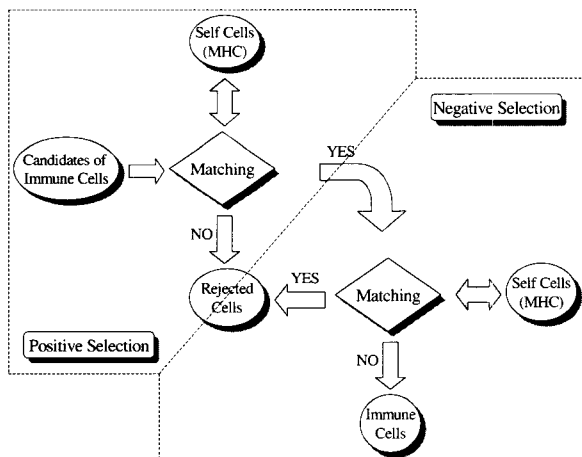 Self Cells
(MHC)
Negative Selection
YES
Candidates of
Immune Cells
Matching
NO
Rejected
Cells
YES
Matching
Self Cells
(MHC)
Positive Selection
NO
Immune
Cells